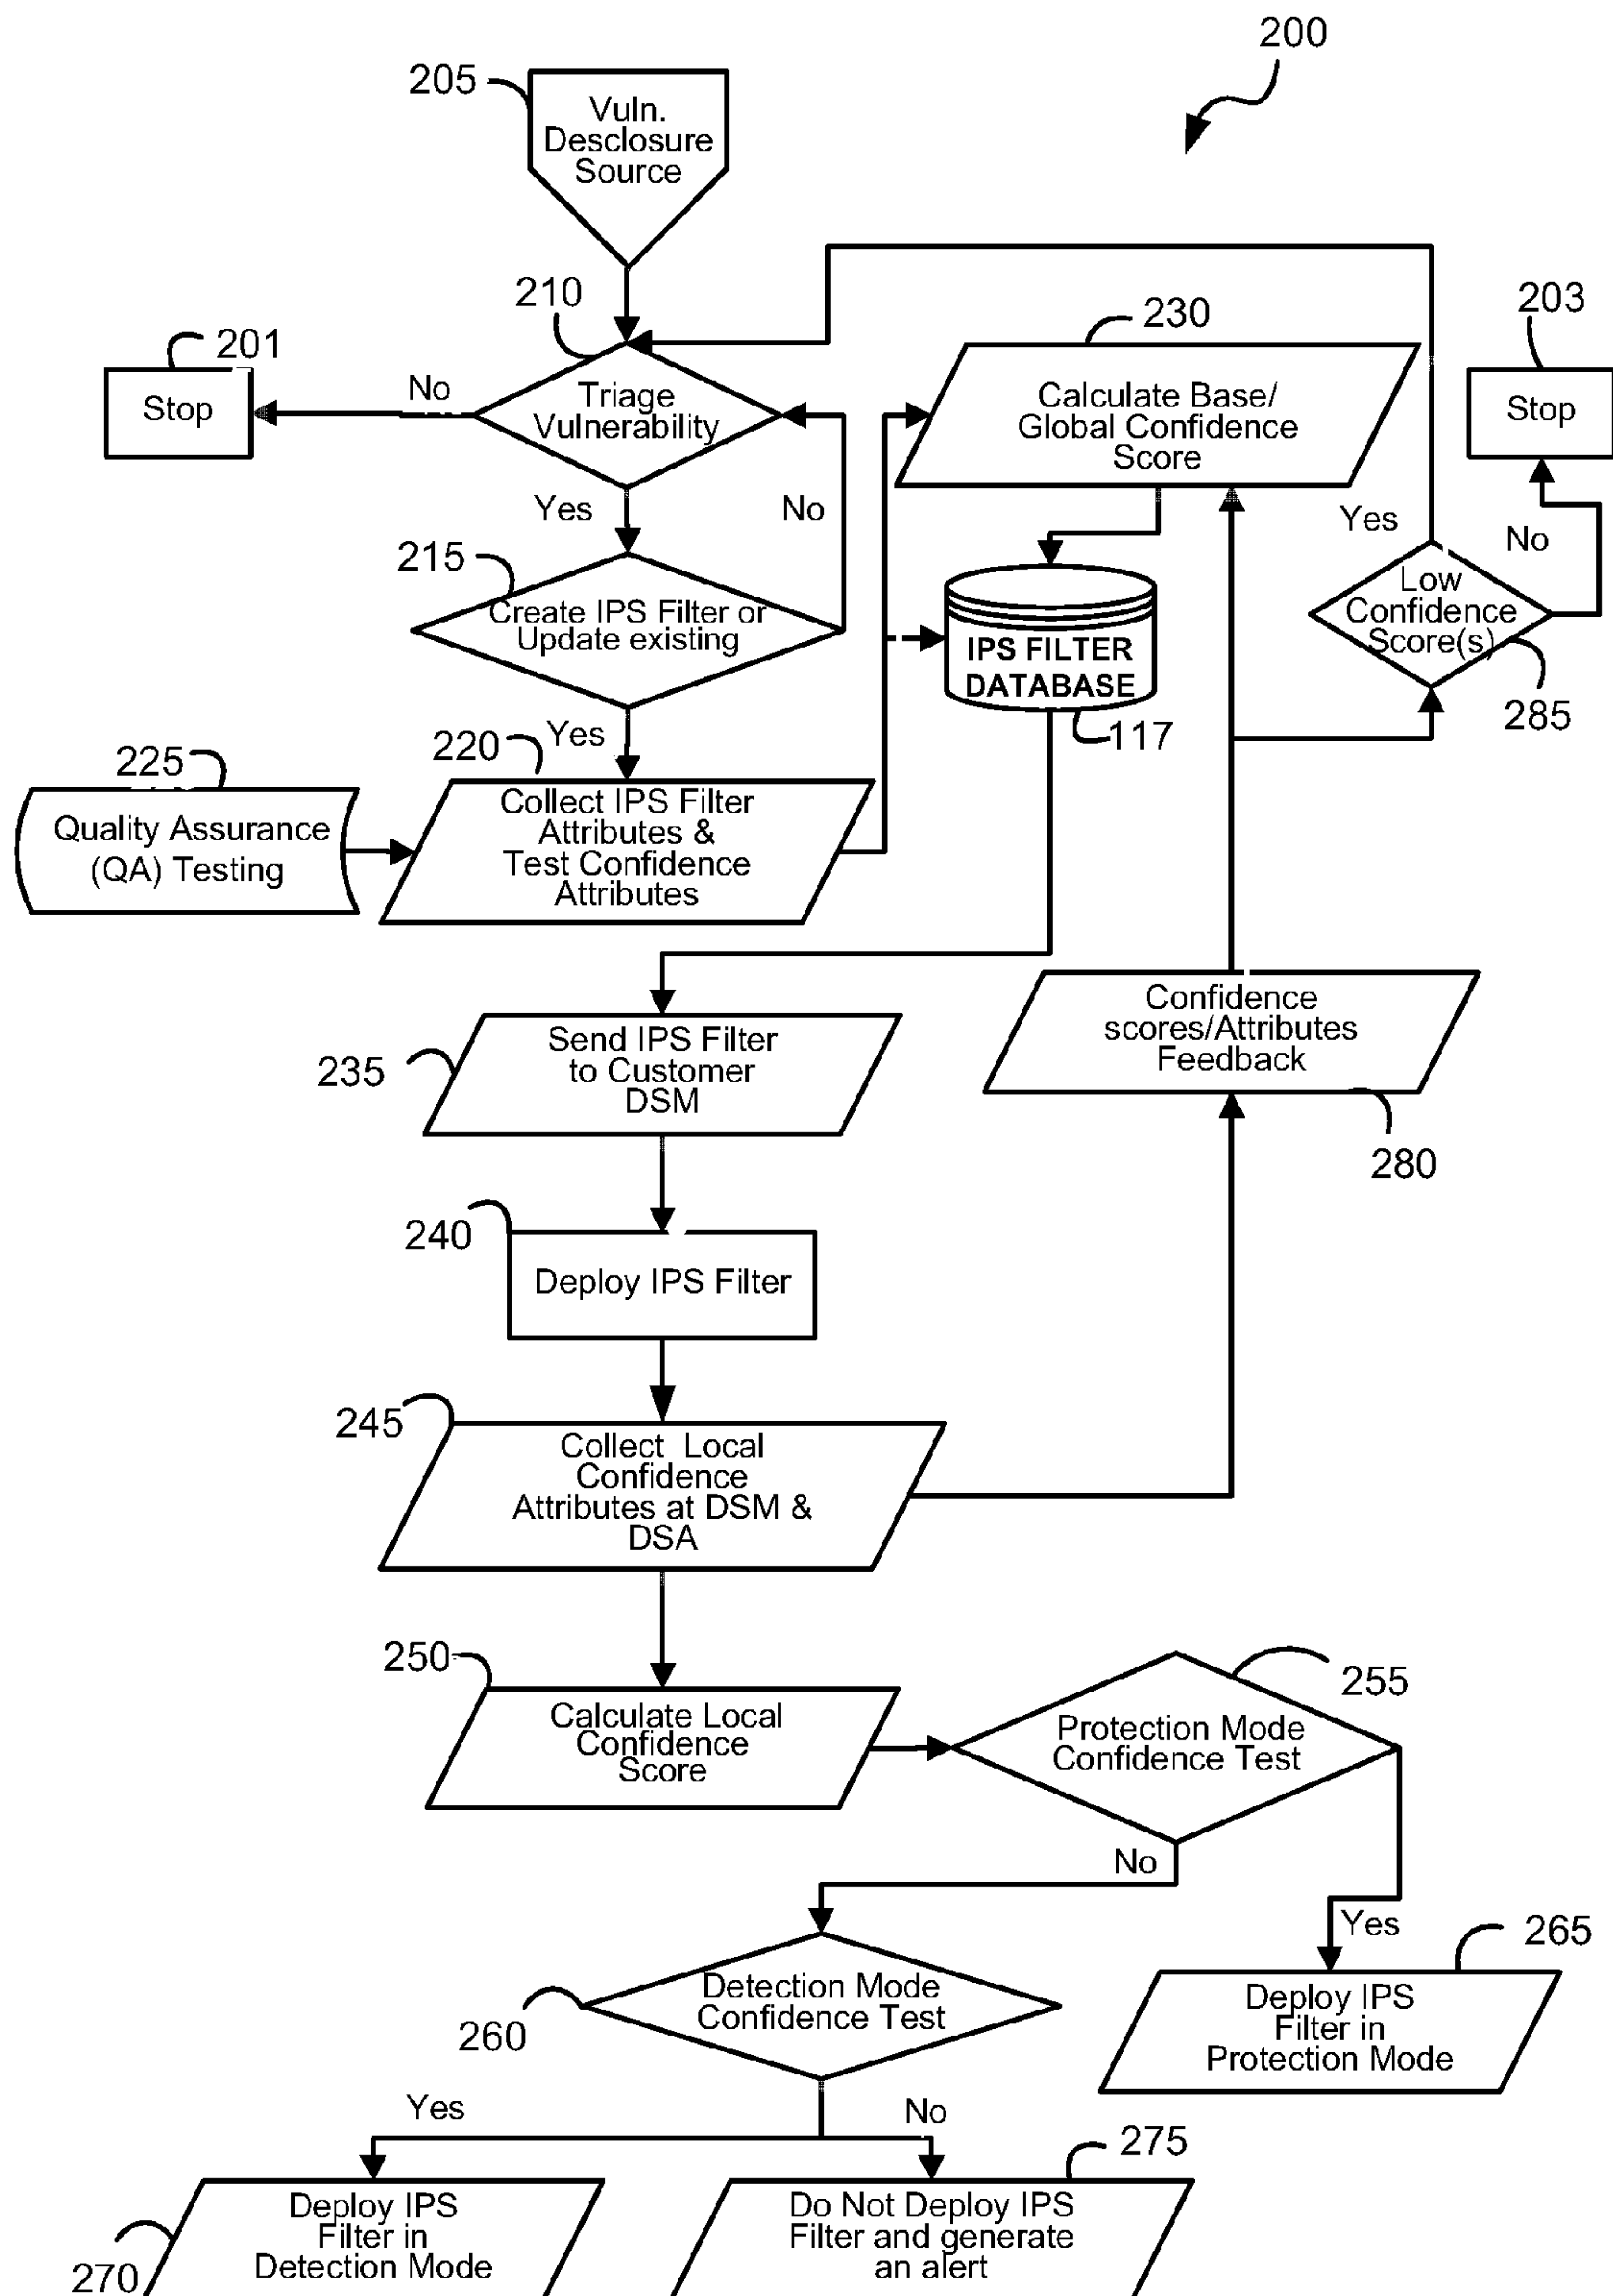 200
205
Vuln.
Desclosure
Source
210
230
203
201
Stop
No
Triage
Vulnerability
Calculate Base/
Global Confidence
Score
Stop
Yes
No
Yes
No
215
Create IPS Filter or
Update existing
Low
Confidence
Score(s)
285
IPS FILTER
DATABASE
117
Yes
220
225
Quality Assurance
(QA) Testing
Collect IPS Filter
Attributes &
Test Confidence
Attributes
Confidence
scores/Attributes
Feedback
280
235
Send IPS Filter
to Customer
DSM
240
Deploy IPS Filter
245
Collect Local
Confidence
Attributes at DSM &
DSA
250
Calculate Local
Confidence
Score
255
Protection Mode
Confidence Test
No
Yes
265
Deploy IPS
Filter in
Protection Mode
260
Detection Mode
Confidence Test
Yes
No
275
270
Deploy IPS
Filter in
Detection Mode
Do Not Deploy IPS
Filter and generate
an alert